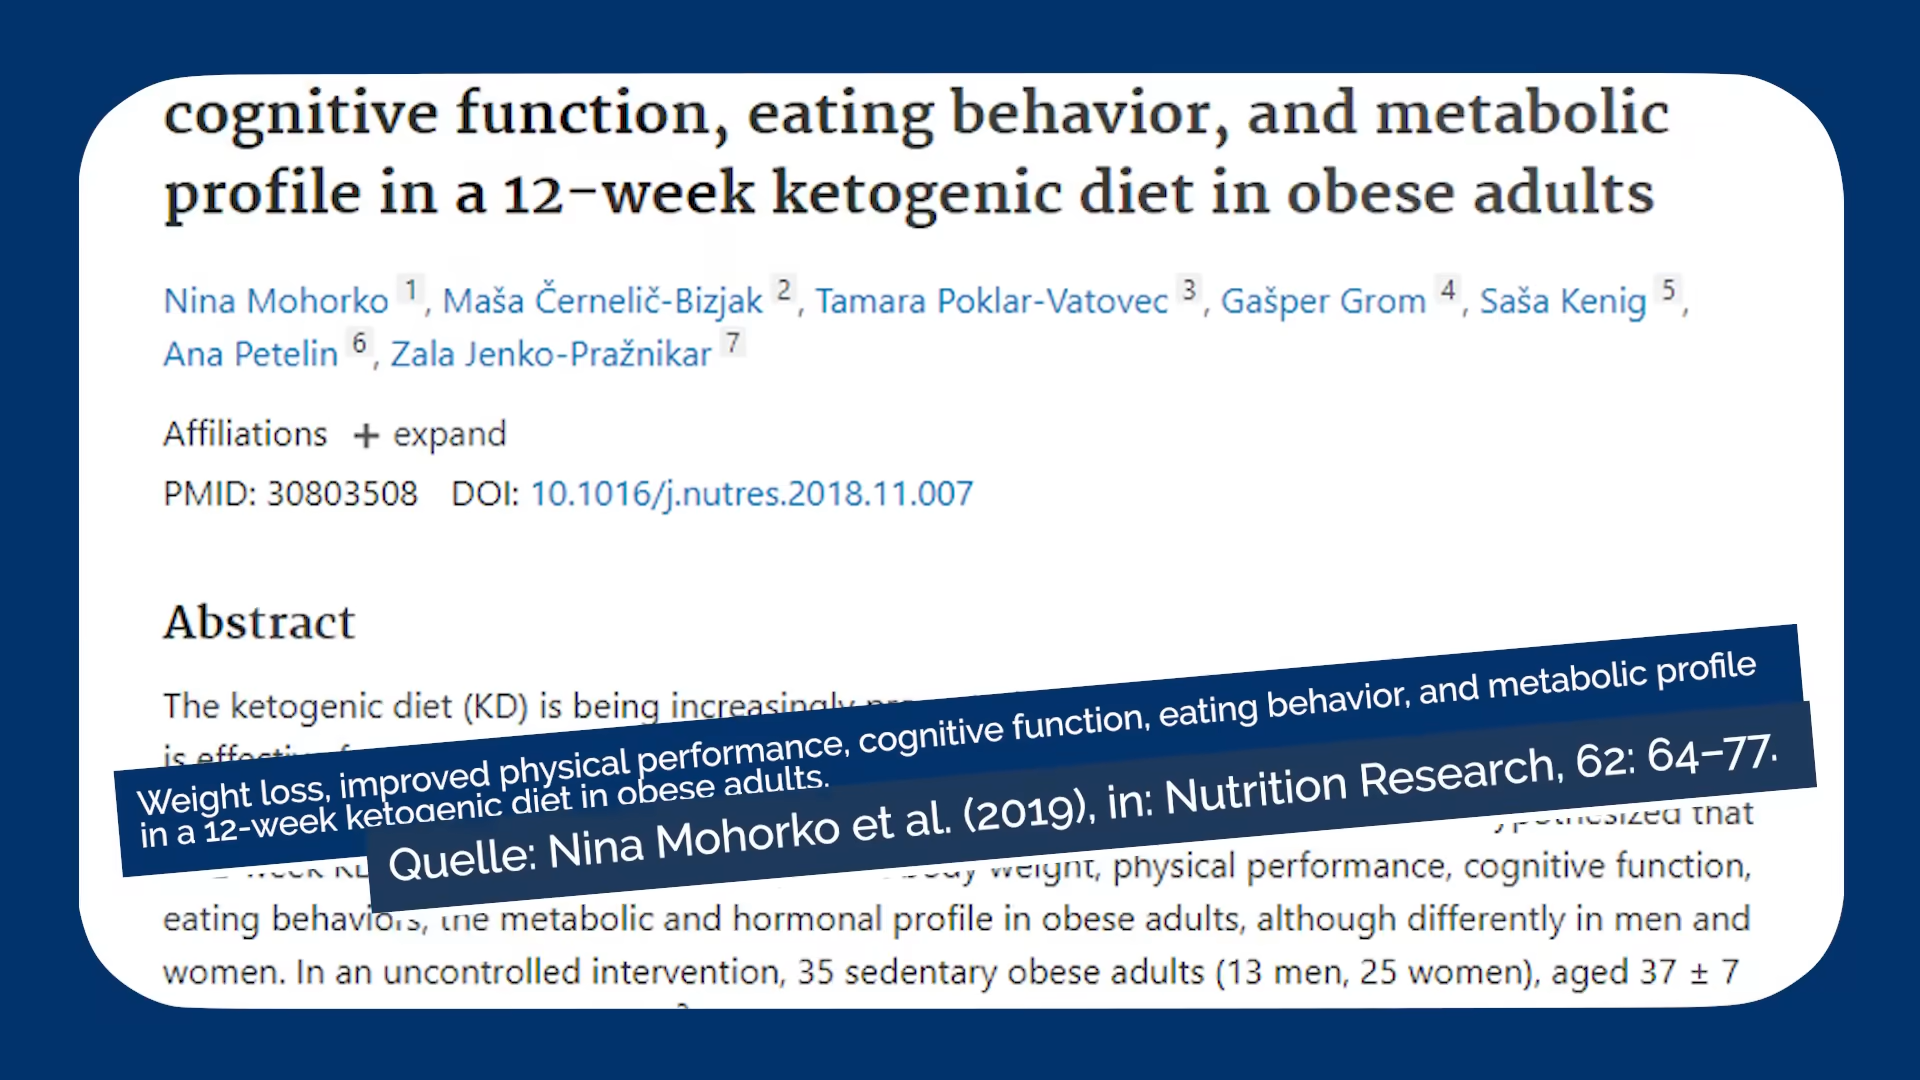 cognitive function, eating behavior, and metabolic
profile in a 12-week ketogenic diet in obese adults
Nina Mohorko 1, Maša Černelič-Bizjak 2, Tamara Poklar-Vatovec 3, Gašper Grom 4, Saša Kenig 5,
Ana Petelin 6, Zala Jenko-Pražnikar 7
Affiliations + expand
PMID: 30803508 DOI: 10.1016/j.nutres.2018.11.007
Abstract
The ketogenic diet (KD) is being increasingly
is
Weight loss, improved physical performance, cognitive function, eating behavior, and metabolic profile
in a 12-week ketogenic diet in obese adults.
Quelle: Nina Mohorko et al. (2019), in: Nutrition Research, 62: 64–77.
that
weight, physical performance, cognitive function,
eating behaviors, the metabolic and hormonal profile in obese adults, although differently in men and
women. In an uncontrolled intervention, 35 sedentary obese adults (13 men, 25 women), aged 37 ± 7